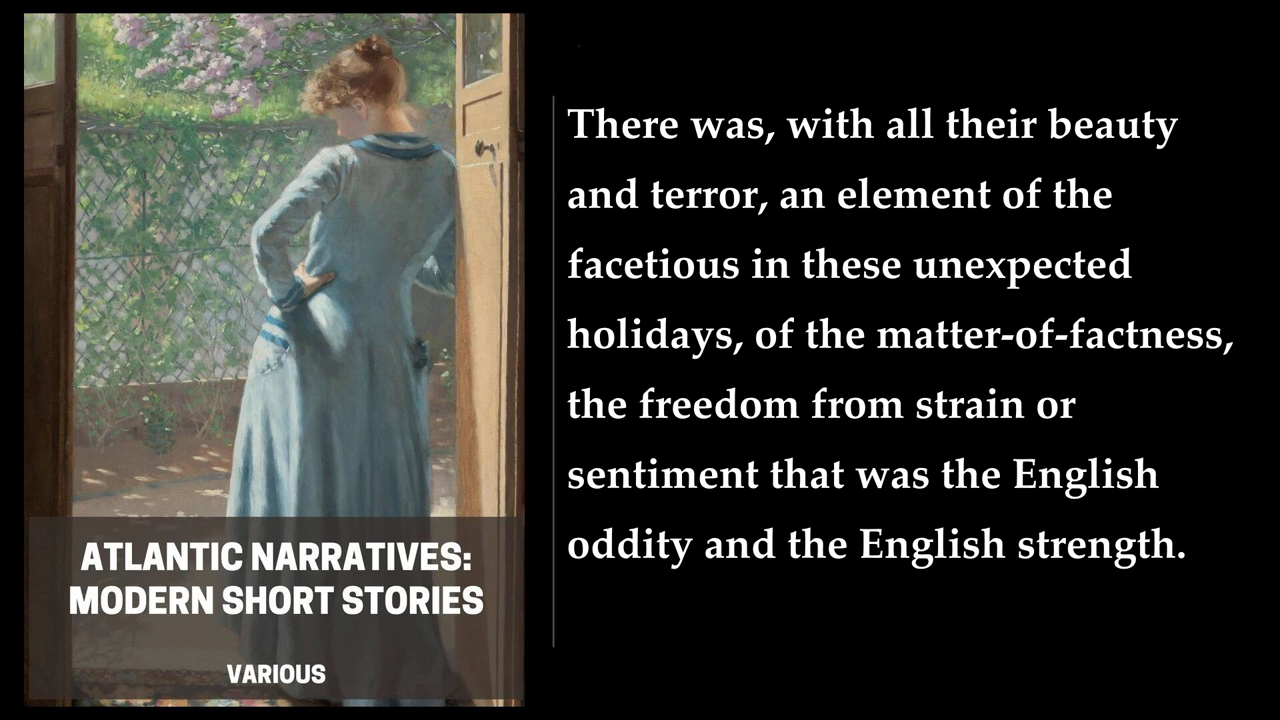 There was, with all their beauty
and terror, an element of the
facetious in these unexpected
holidays, of the matter-of-factness,
the freedom from strain or
sentiment that was the English
oddity and the English strength.
ATLANTIC NARRATIVES:
MODERN SHORT STORIES
VARIOUS